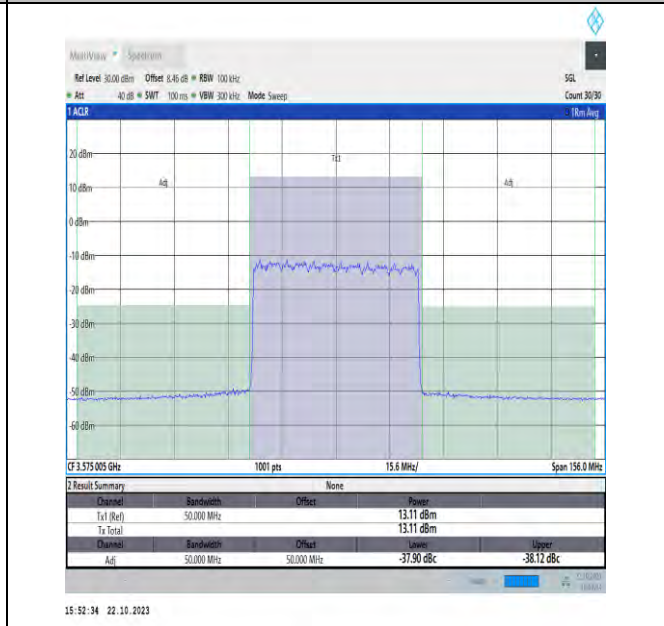 MultiView Spectrum
Ref Level 30.00 dBm Offset 8.46 dB RBW 100 kHz SGL
Att 40 dB SWT 100 ms VBW 300 kHz Mode Sweep Count 30/30
1 ACLR 1Rm Avg
20 dBm
Tx1
10 dBm
Adj Adj
0 dBm
-10 dBm
-20 dBm
-30 dBm
-40 dBm
-50 dBm
-60 dBm
CF 3.575 005 GHz 1001 pts 15.6 MHz/ Span 156.0 MHz
2 Result Summary None
Channel Bandwidth Offset Power
Tx1 (Ref) 50.000 MHz 13.11 dBm
Tx Total 13.11 dBm
Channel Bandwidth Offset Lower Upper
Adj 50.000 MHz 50.000 MHz -37.90 dBc -38.12 dBc
15:52:34 22.10.2023